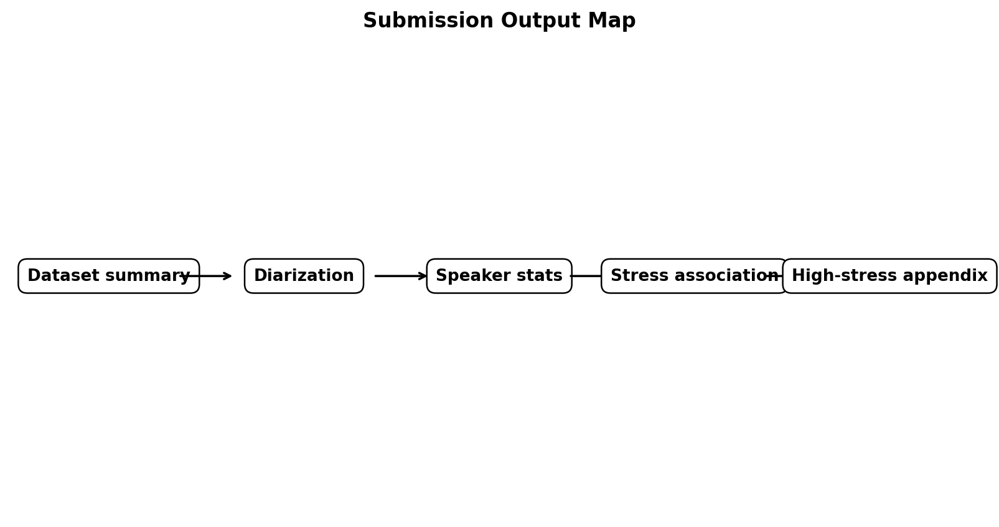 Submission Output Map
Dataset summary
Diarization
Speaker stats
Stress association
High-stress appendix